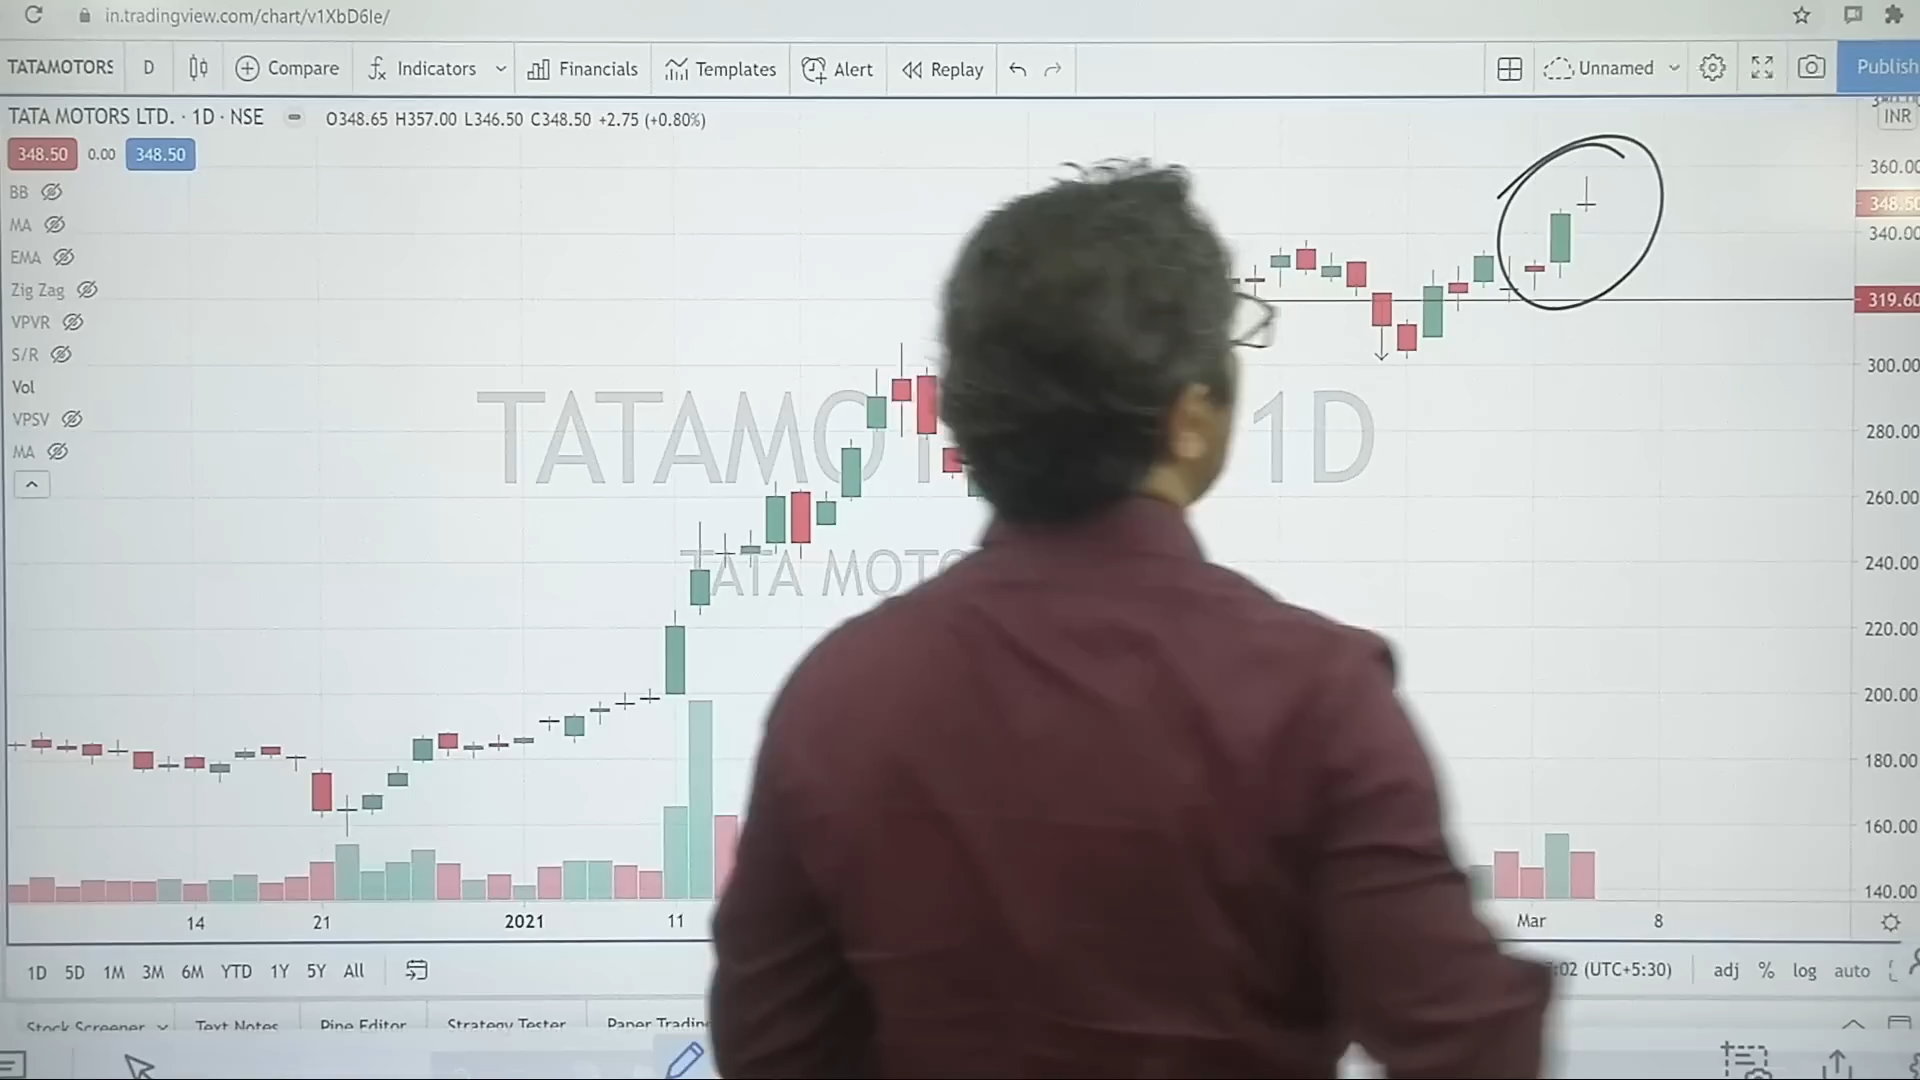 in.tradingview.com/chart/v1XbD6Ie/
TATAMOTORS D Compare Indicators Financials Templates Alert Replay Unnamed Publish
TATA MOTORS LTD. · 1D · NSE O348.65 H357.00 L346.50 C348.50 +2.75 (+0.80%)
INR
348.50 0.00 348.50
BB
MA
EMA
Zig Zag
VPVR
S/R
Vol
VPSV
MA
1D
360.00
348.50
340.00
319.60
300.00
280.00
260.00
240.00
220.00
200.00
180.00
160.00
140.00
14 21 2021 11 Mar 8
1D 5D 1M 3M 6M YTD 1Y 5Y All
(UTC+5:30) adj % log auto
Stock Screener Text Notes Pine Editor Strategy Tester Paper Trading